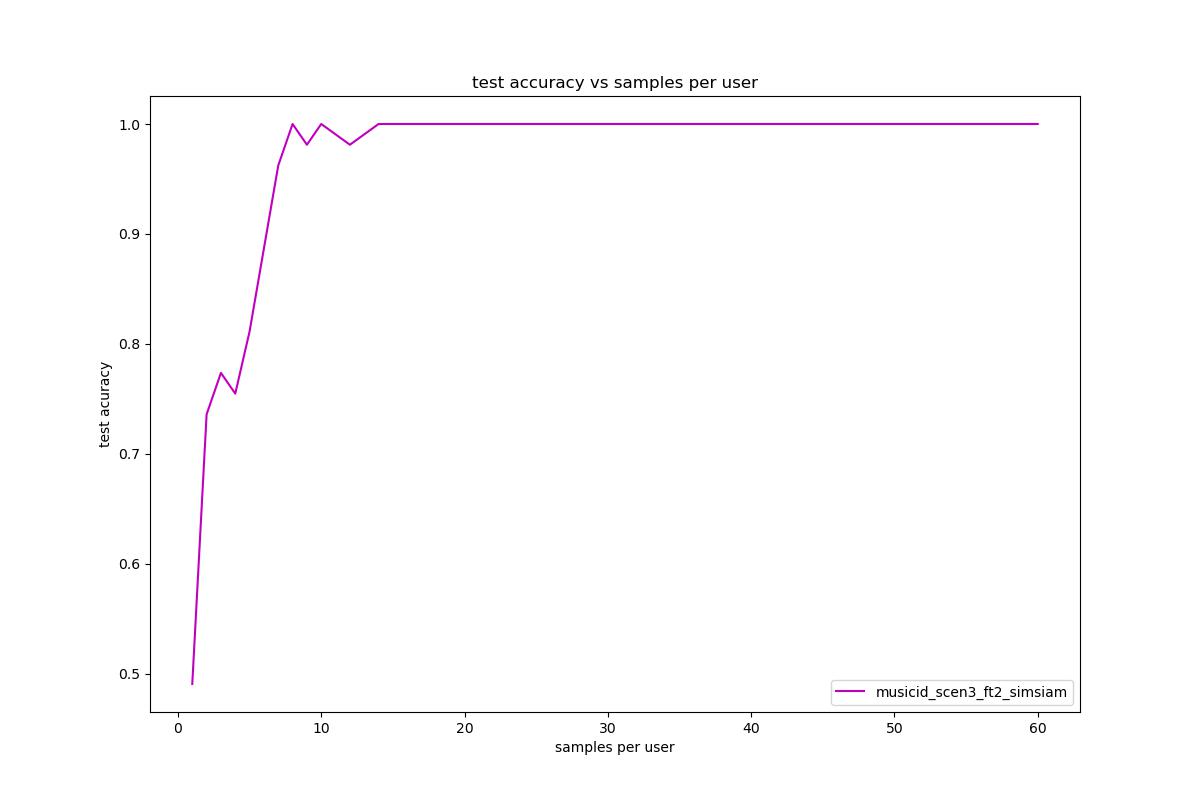 test accuracy vs samples per user
1.0
0.9
0.8
0.7
0.6
0.5
test acuracy
musicid_scen3_ft2_simsiam
0 10 20 30 40 50 60
samples per user